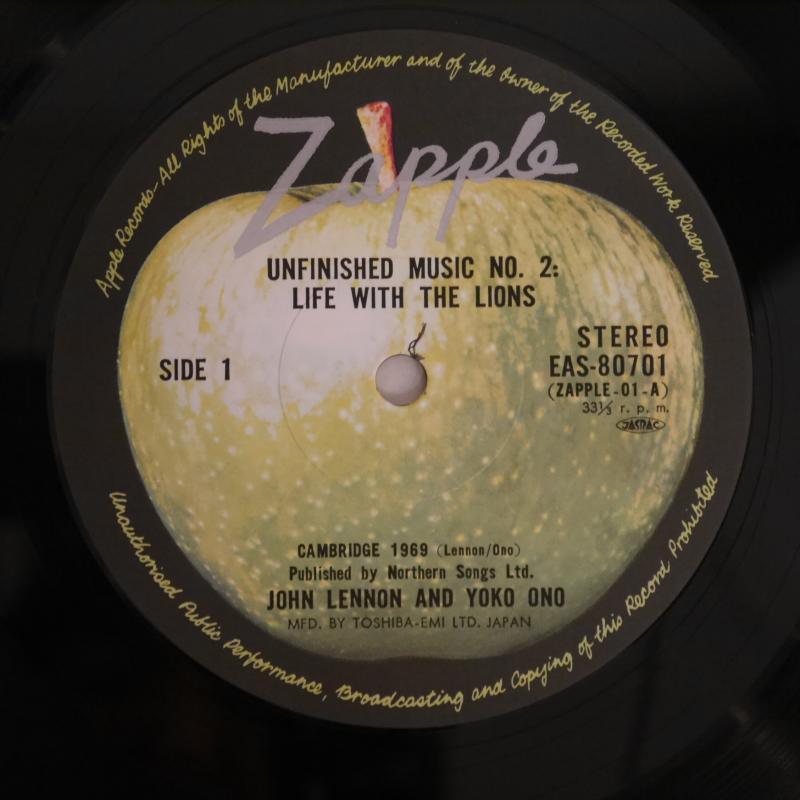 Apple Records-All Rights of the Manufacturer and of the Owner of the Recorded Work Reserved
Zapple
UNFINISHED MUSIC NO. 2:
LIFE WITH THE LIONS
SIDE 1
STEREO
EAS-80701
(ZAPPLE-01-A)
33⅓ r. p. m.
JASRAC
CAMBRIDGE 1969 (Lennon/Ono)
Published by Northern Songs Ltd.
JOHN LENNON AND YOKO ONO
MFD. BY TOSHIBA-EMI LTD. JAPAN
Unauthorised Public Performance, Broadcasting and Copying of this Record Prohibited